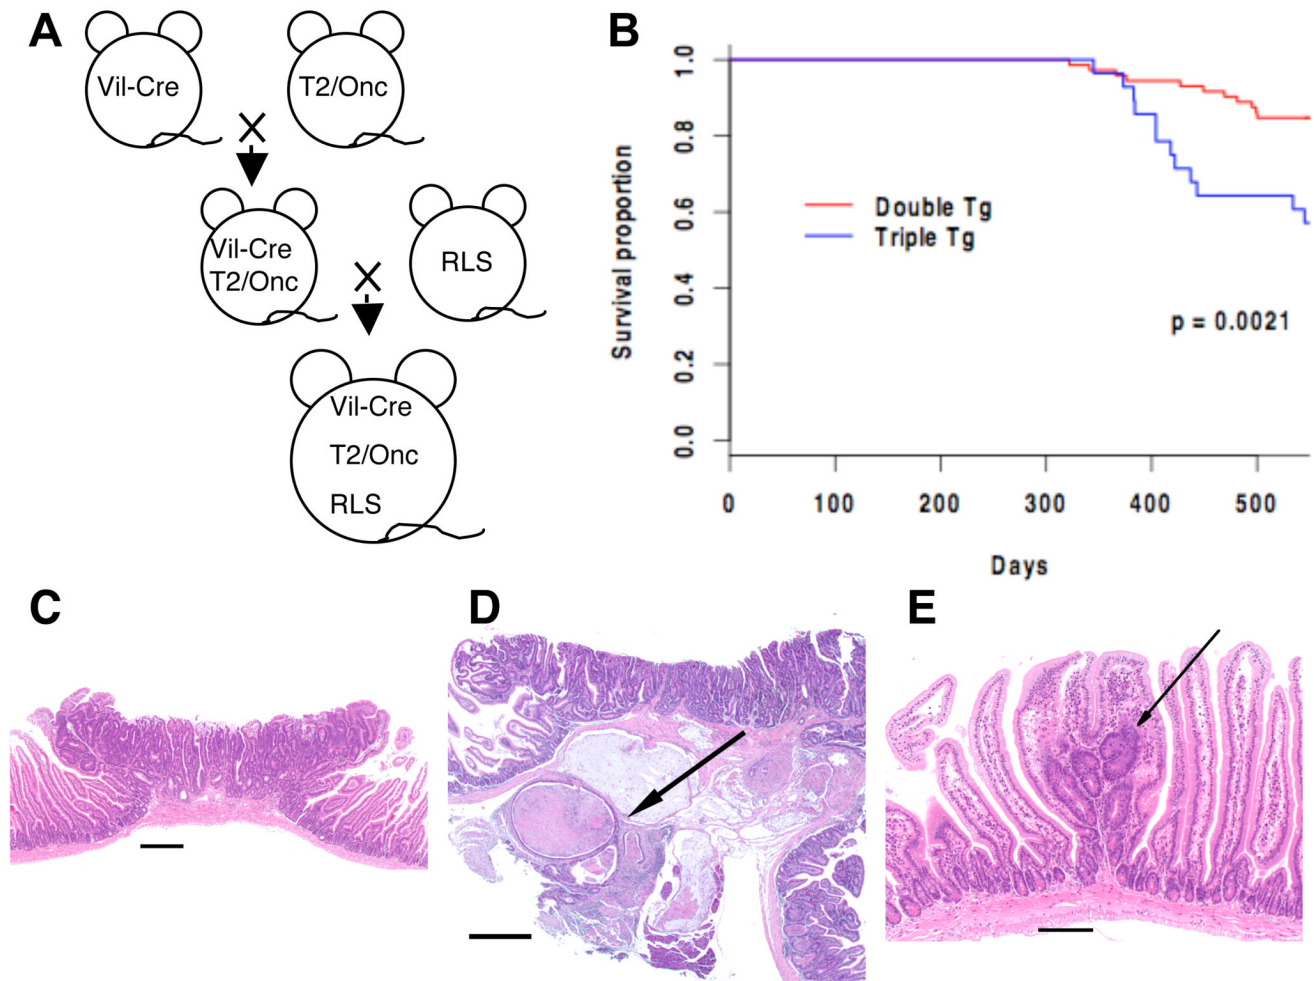 A
Vil-Cre
T2/Onc
Vil-Cre
T2/Onc
RLS
Vil-Cre
T2/Onc
RLS
B
Survival proportion
1.0
0.8
0.6
0.4
0.2
0.0
Double Tg
Triple Tg
p = 0.0021
0 100 200 300 400 500
Days
C
D
E